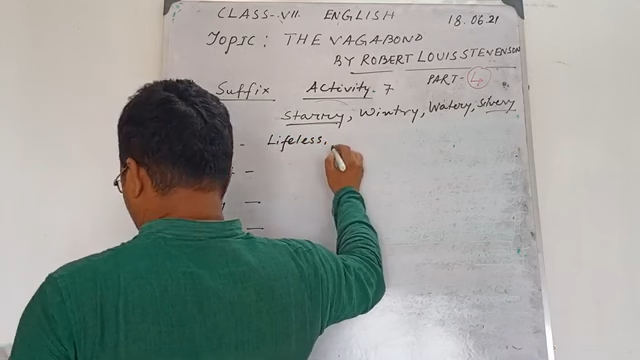 CLASS-VII ENGLISH 18.06.21
TOPIC: THE VAGABOND
BY ROBERT LOUIS STEVENSON
PART-4
Suffix Activity-7
Starry, Wintry, Watery, Silvery
- Lifeless,
-
-
-